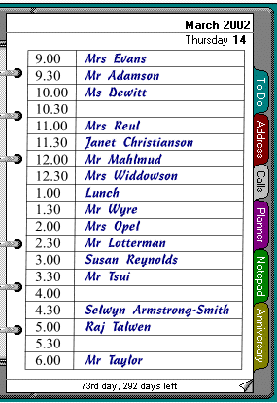 March 2002
Thursday 14
9.00 Mrs Evans
9.30 Mr Adamson
10.00 Ms Dewitt
10.30
11.00 Mrs Reul
11.30 Janet Christianson
12.00 Mr Mahlmud
12.30 Mrs Widdowson
1.00 Lunch
1.30 Mr Wyre
2.00 Mrs Opel
2.30 Mr Lotterman
3.00 Susan Reynolds
3.30 Mr Tsui
4.00
4.30 Selwyn Armstrong-Smith
5.00 Raj Talwen
5.30
6.00 Mr Taylor
73rd day, 292 days left
To Do
Address
Calls
Planner
Notepad
Anniversary